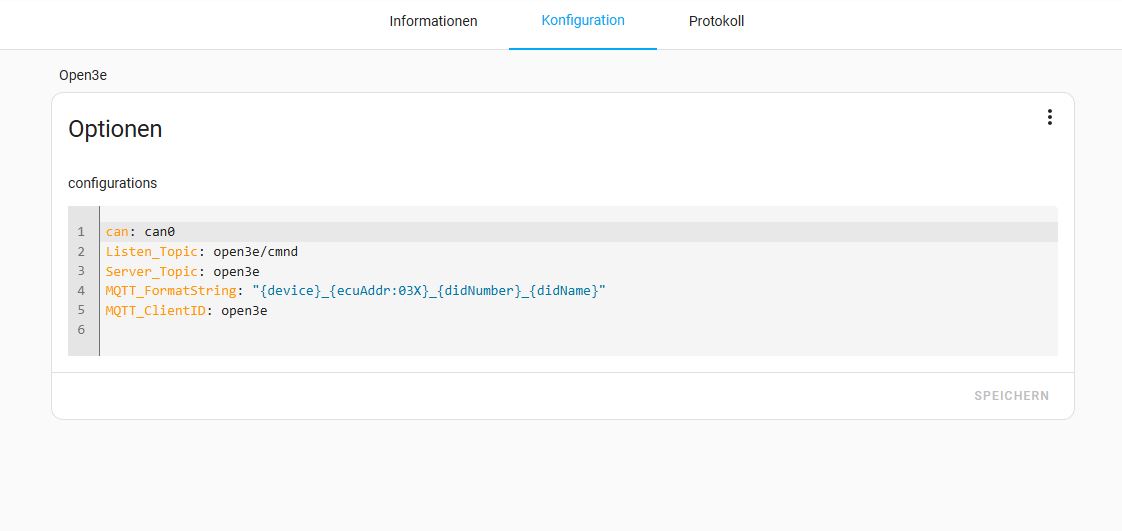 Informationen
Konfiguration
Protokoll
Open3e
Optionen
configurations
1 can: can0
2 Listen_Topic: open3e/cmnd
3 Server_Topic: open3e
4 MQTT_FormatString: "{device}_{ecuAddr:03X}_{didNumber}_{didName}"
5 MQTT_ClientID: open3e
6
SPEICHERN